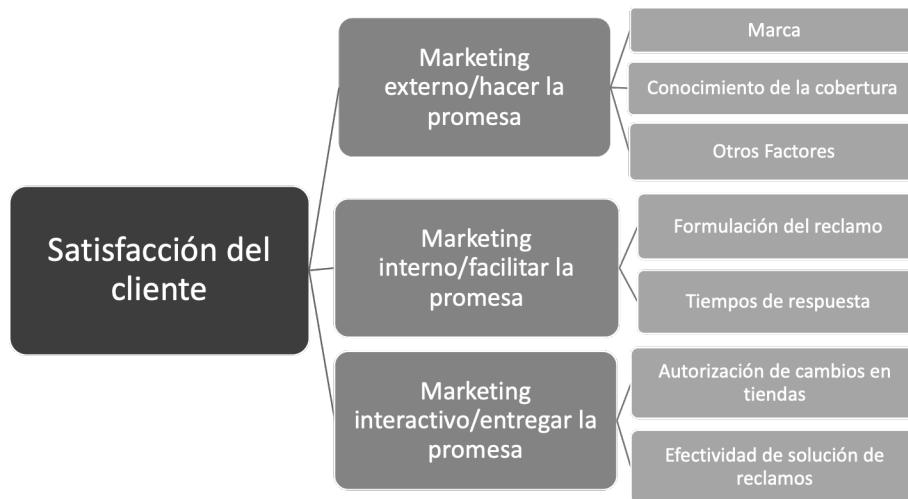 Satisfacción del
cliente
Marketing
externo/hacer la
promesa
Marca
Conocimiento de la cobertura
Otros Factores
Marketing
interno/facilitar la
promesa
Formulación del reclamo
Tiempos de respuesta
Marketing
interactivo/entregar la
promesa
Autorización de cambios en
tiendas
Efectividad de solución de
reclamos